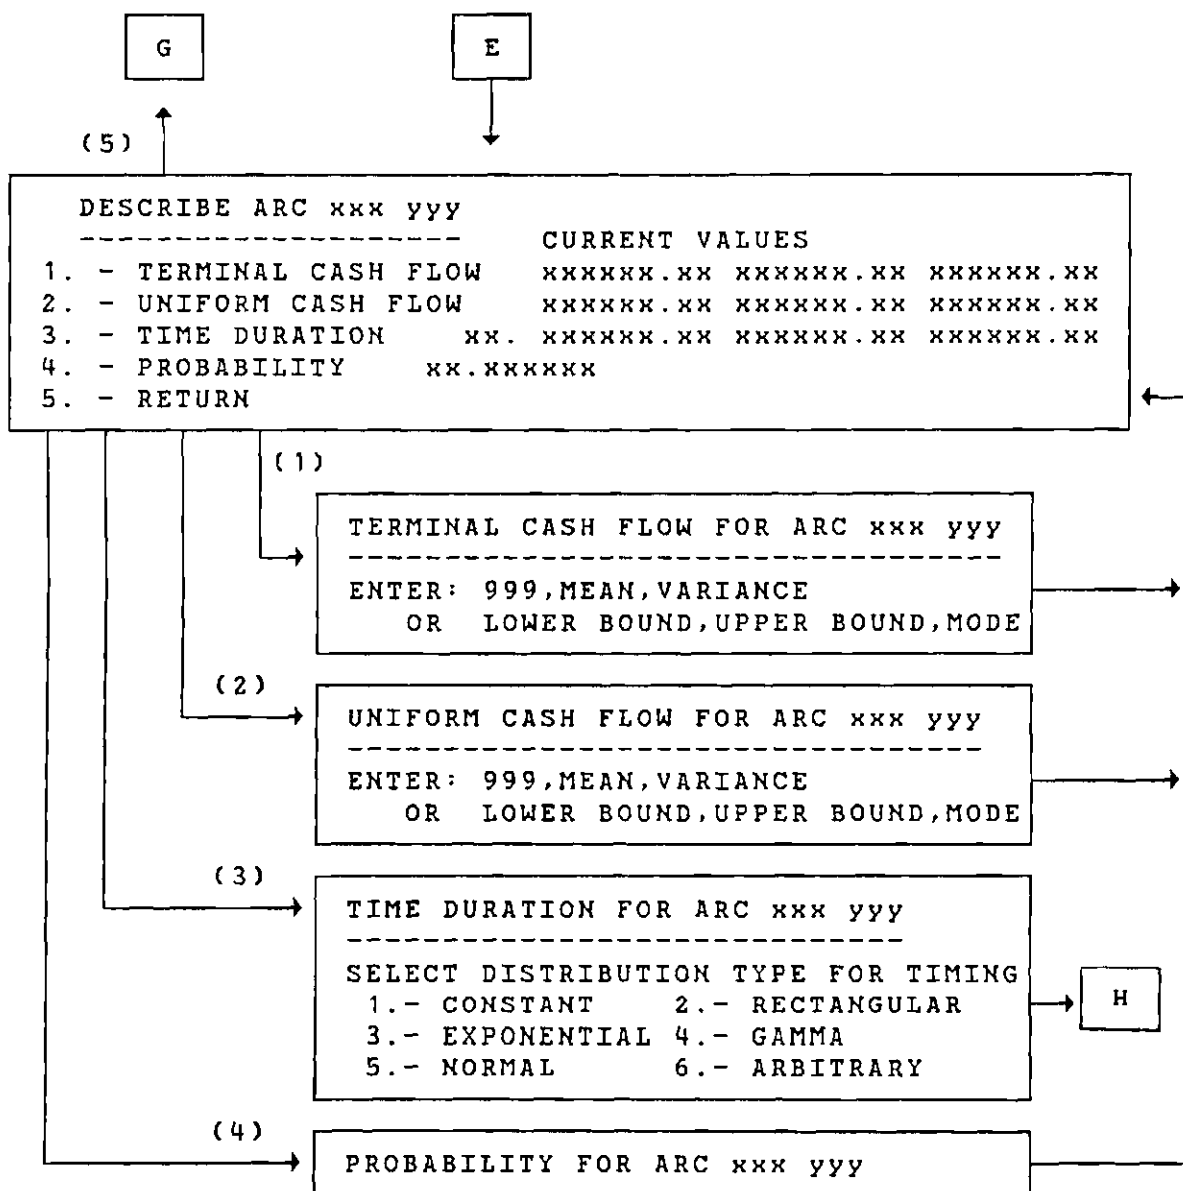 G
E
(5)
DESCRIBE ARC xxx yyy
--------------------
CURRENT VALUES
1. - TERMINAL CASH FLOW xxxxxx.xx xxxxxx.xx xxxxxx.xx
2. - UNIFORM CASH FLOW xxxxxx.xx xxxxxx.xx xxxxxx.xx
3. - TIME DURATION xx. xxxxxx.xx xxxxxx.xx xxxxxx.xx
4. - PROBABILITY xx.xxxxxx
5. - RETURN
(1)
TERMINAL CASH FLOW FOR ARC xxx yyy
----------------------------------
ENTER: 999,MEAN,VARIANCE
OR LOWER BOUND,UPPER BOUND,MODE
(2)
UNIFORM CASH FLOW FOR ARC xxx yyy
---------------------------------
ENTER: 999,MEAN,VARIANCE
OR LOWER BOUND,UPPER BOUND,MODE
(3)
TIME DURATION FOR ARC xxx yyy
-----------------------------
SELECT DISTRIBUTION TYPE FOR TIMING
1.- CONSTANT 2.- RECTANGULAR
3.- EXPONENTIAL 4.- GAMMA
5.- NORMAL 6.- ARBITRARY
H
(4)
PROBABILITY FOR ARC xxx yyy